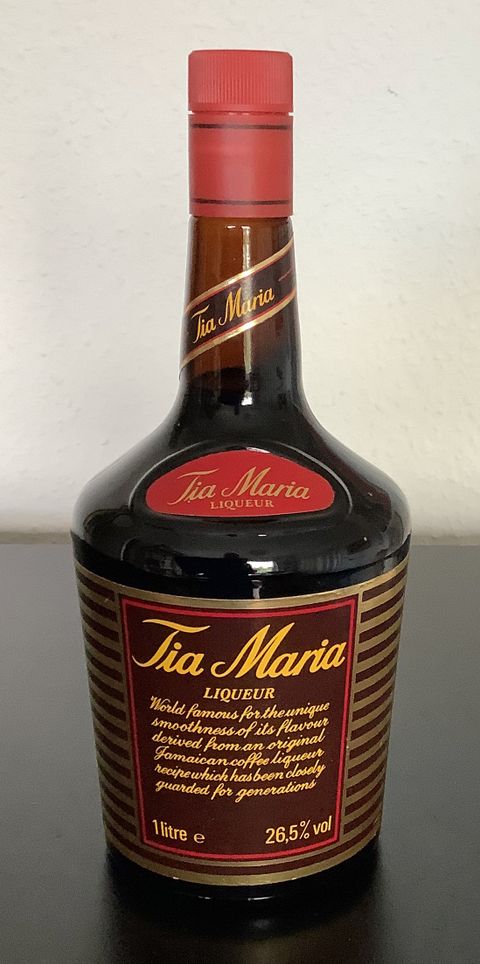 Tia Maria
Tia Maria
LIQUEUR
Tia Maria
LIQUEUR
"World famous for the unique
smoothness of its flavour
derived from an original
Jamaican coffee liqueur
recipe which has been closely
guarded for generations"
1 litre e
26,5% vol